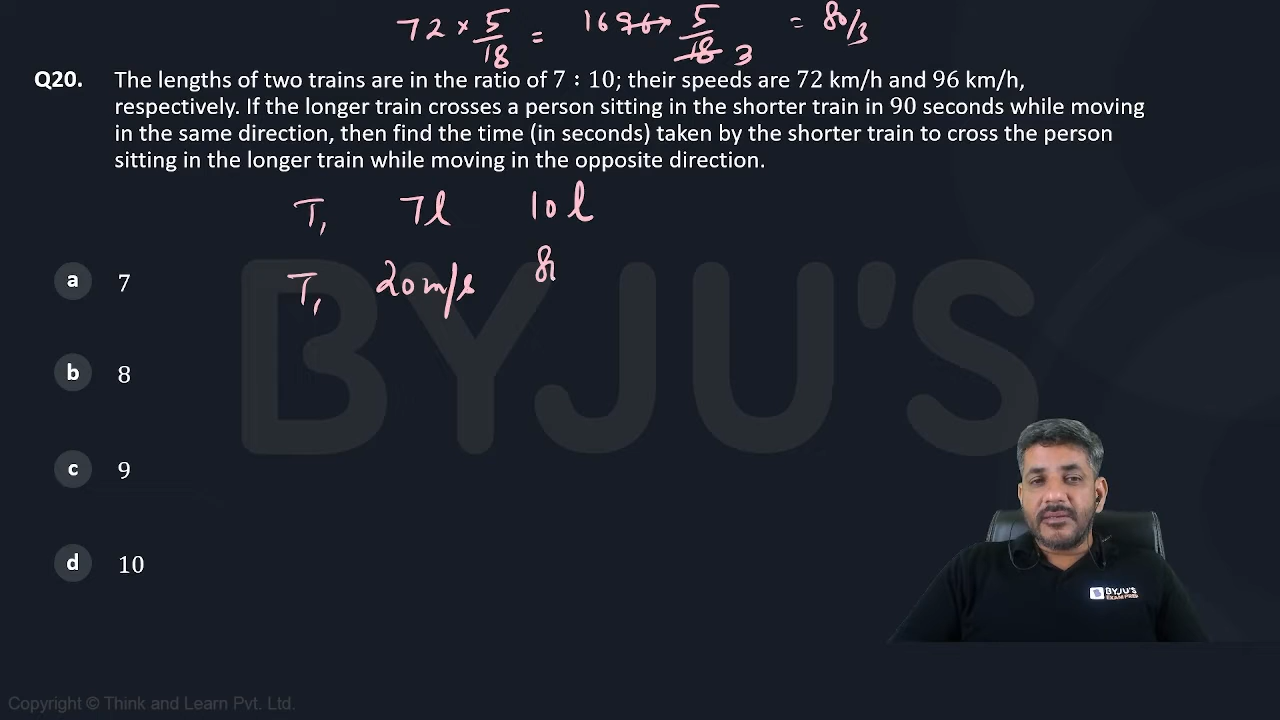 72 × 5/18 = 16 96 × 5/18 3 = 80/3
Q20. The lengths of two trains are in the ratio of 7 : 10; their speeds are 72 km/h and 96 km/h,
respectively. If the longer train crosses a person sitting in the shorter train in 90 seconds while moving
in the same direction, then find the time (in seconds) taken by the shorter train to cross the person
sitting in the longer train while moving in the opposite direction.
T₁ 7l 10l
T₁ 20m/s 8
a 7
b 8
c 9
d 10
BYJU'S
BYJU'S
EXAM PREP
Copyright © Think and Learn Pvt. Ltd.